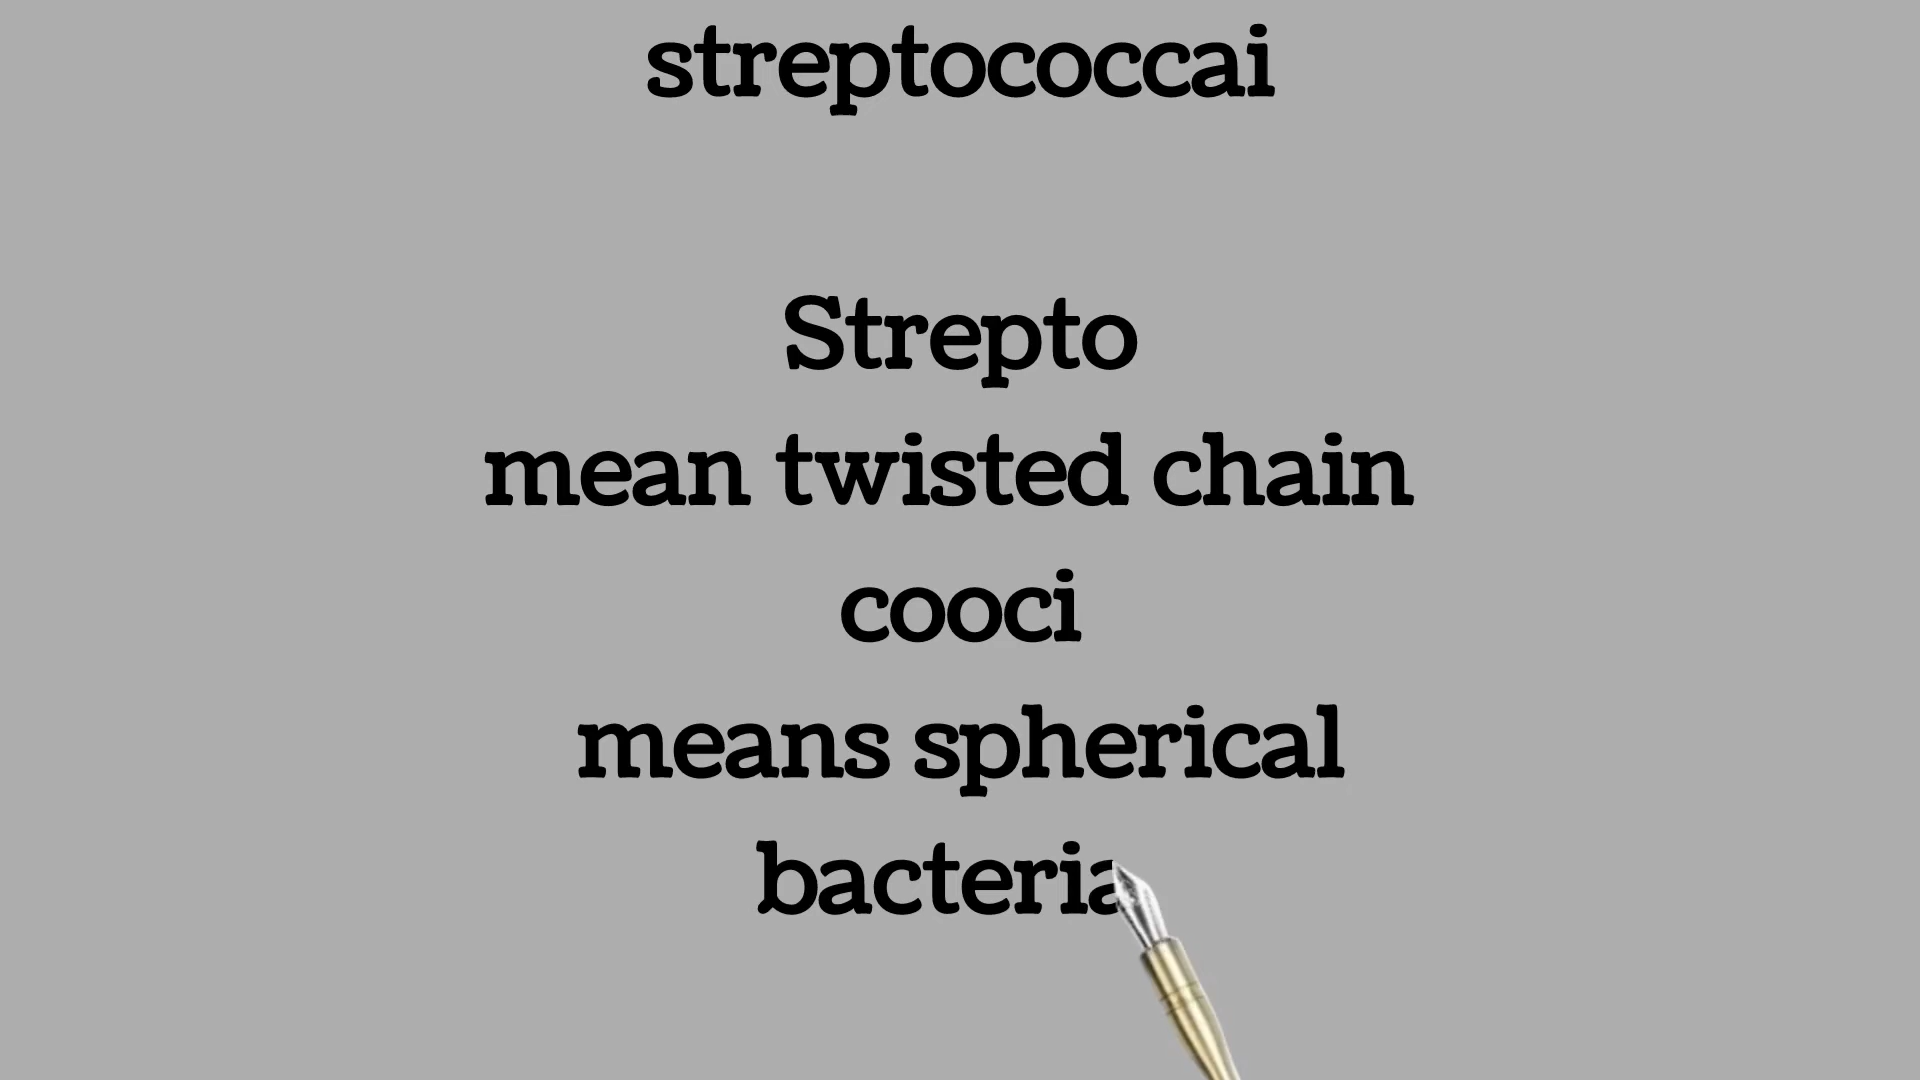 streptococcai
Strepto
mean twisted chain
cooci
means spherical
bacteria